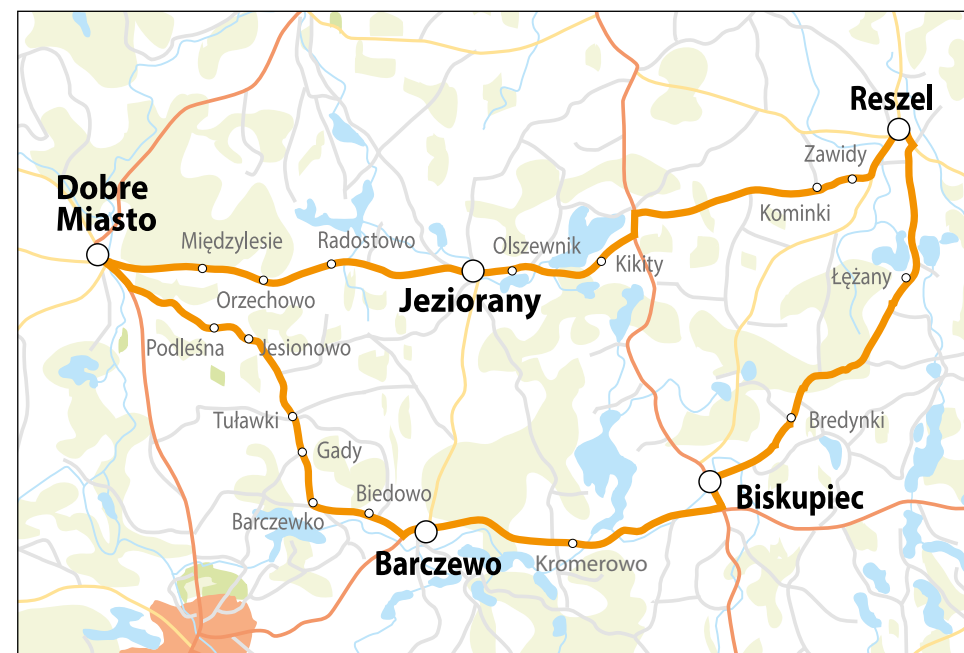 Reszel
Zawidy
Dobre
Miasto
Kominki
Międzylesie
Radostowo
Olszewnik
Kikity
Łężany
Orzechowo
Jeziorany
Podleśna
Jesionowo
Tuławki
Bredynki
Gady
Biedowo
Biskupiec
Barczewko
Barczewo
Kromerowo